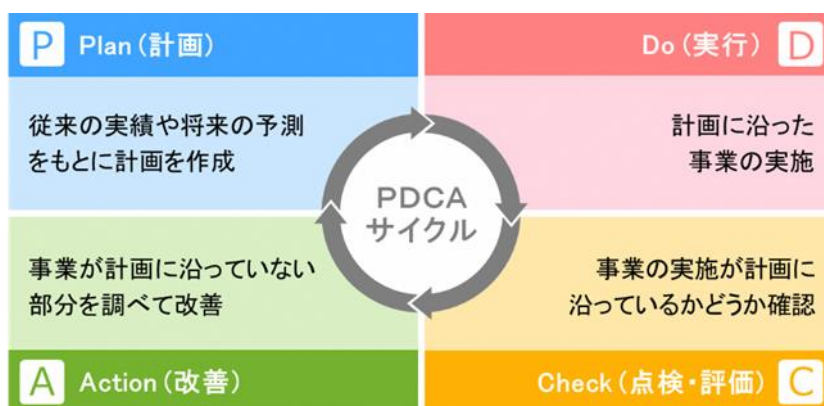 P Plan(計画)
Do(実行) D
従来の実績や将来の予測
をもとに計画を作成
計画に沿った
事業の実施
PDCA
サイクル
事業が計画に沿っていない
部分を調べて改善
事業の実施が計画に
沿っているかどうか確認
A Action(改善)
Check(点検・評価) C